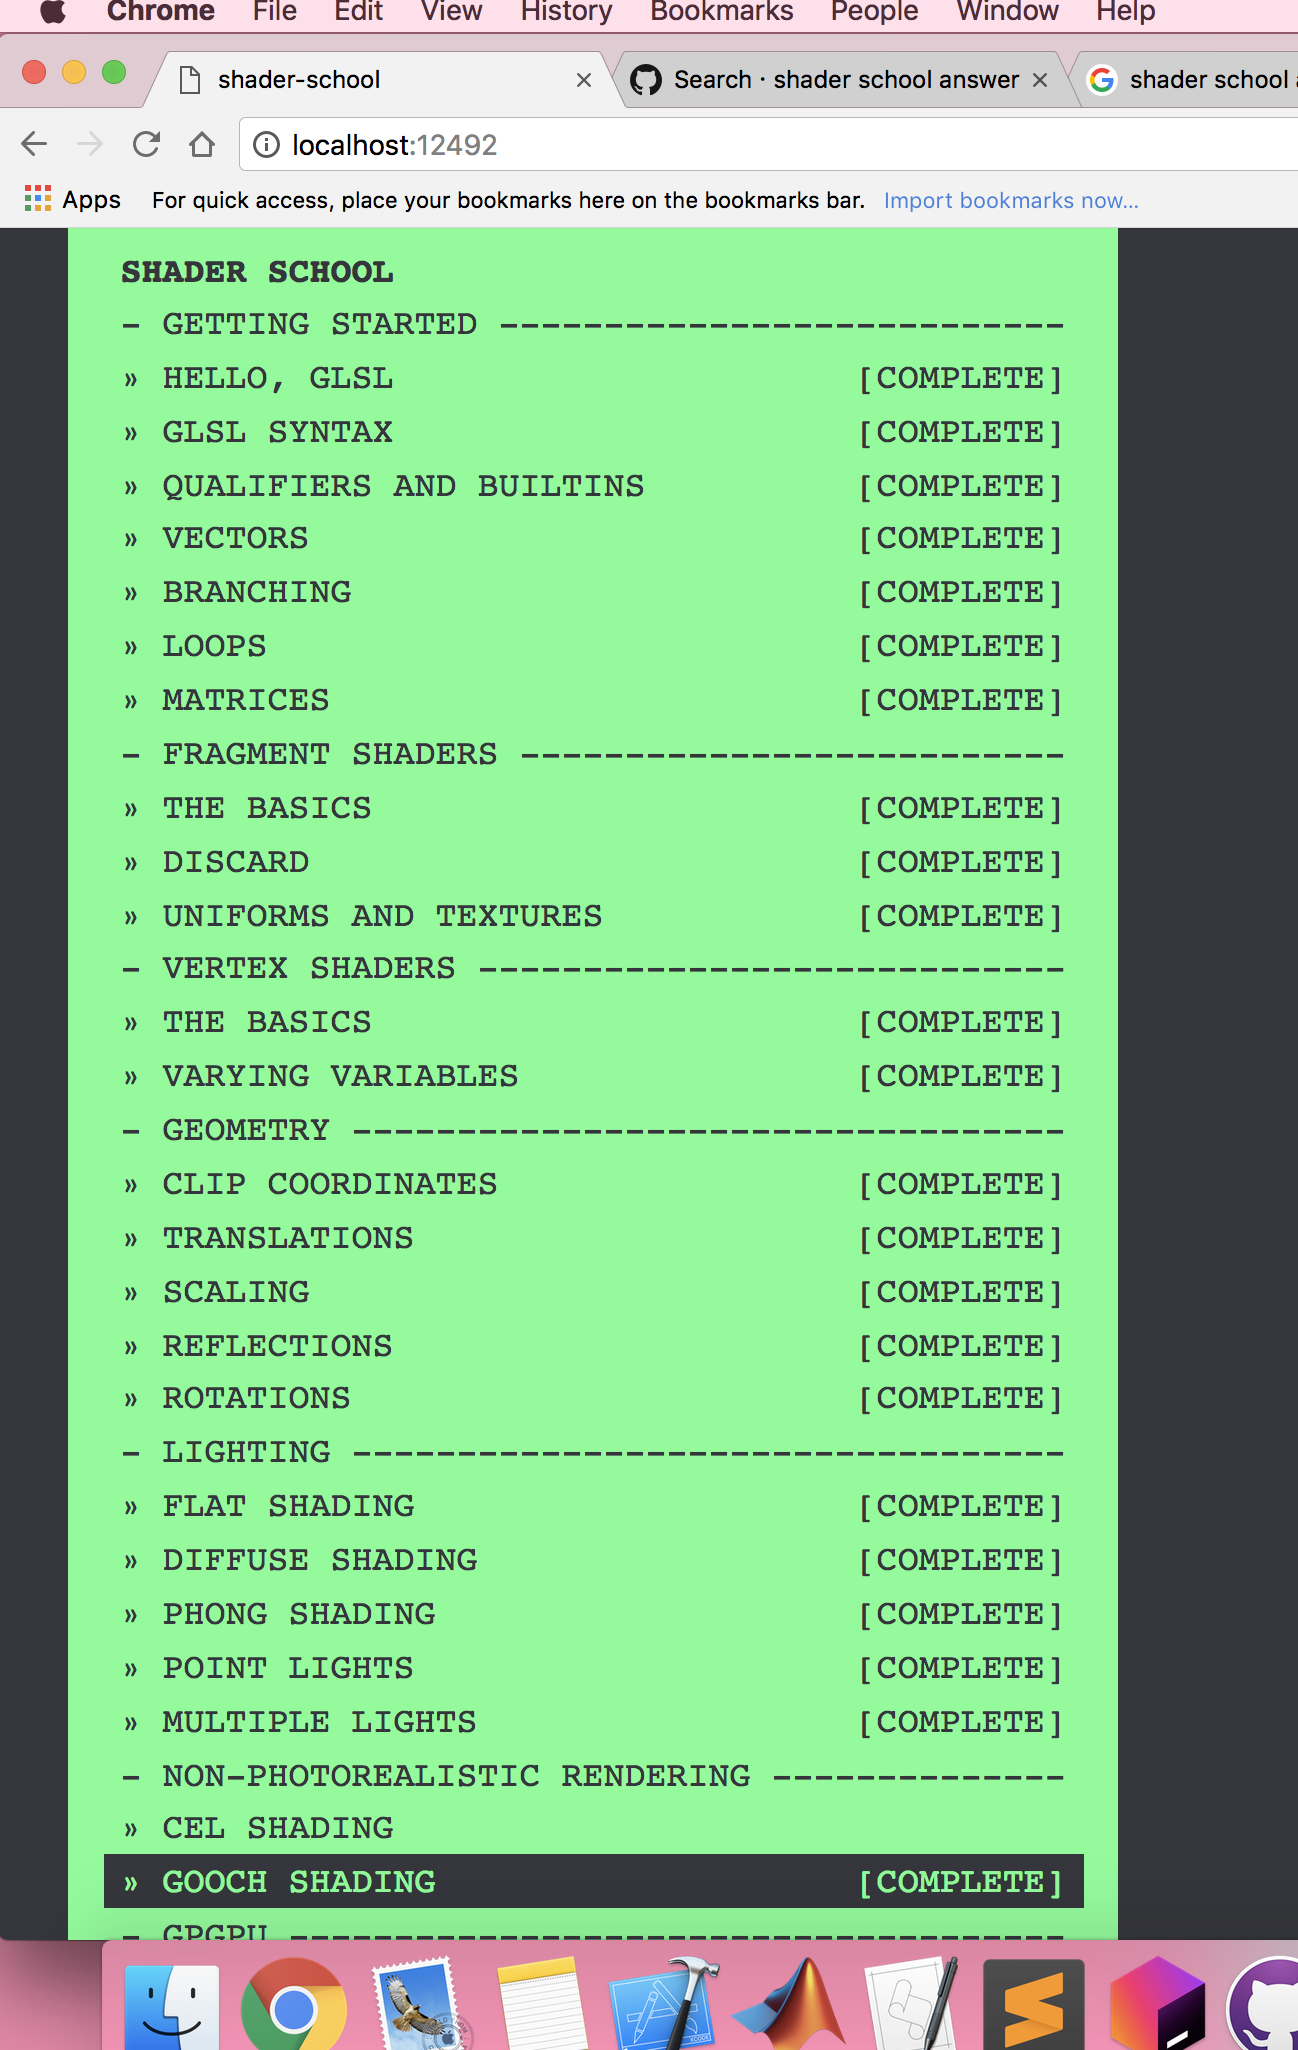 Chrome File Edit View History Bookmarks People Window Help
shader-school Search · shader school answer shader school
localhost:12492
Apps For quick access, place your bookmarks here on the bookmarks bar. Import bookmarks now...
SHADER SCHOOL
- GETTING STARTED ---------------------------
» HELLO, GLSL [COMPLETE]
» GLSL SYNTAX [COMPLETE]
» QUALIFIERS AND BUILTINS [COMPLETE]
» VECTORS [COMPLETE]
» BRANCHING [COMPLETE]
» LOOPS [COMPLETE]
» MATRICES [COMPLETE]
- FRAGMENT SHADERS --------------------------
» THE BASICS [COMPLETE]
» DISCARD [COMPLETE]
» UNIFORMS AND TEXTURES [COMPLETE]
- VERTEX SHADERS ----------------------------
» THE BASICS [COMPLETE]
» VARYING VARIABLES [COMPLETE]
- GEOMETRY ----------------------------------
» CLIP COORDINATES [COMPLETE]
» TRANSLATIONS [COMPLETE]
» SCALING [COMPLETE]
» REFLECTIONS [COMPLETE]
» ROTATIONS [COMPLETE]
- LIGHTING ----------------------------------
» FLAT SHADING [COMPLETE]
» DIFFUSE SHADING [COMPLETE]
» PHONG SHADING [COMPLETE]
» POINT LIGHTS [COMPLETE]
» MULTIPLE LIGHTS [COMPLETE]
- NON-PHOTOREALISTIC RENDERING --------------
» CEL SHADING
» GOOCH SHADING [COMPLETE]
- GPGPU -------------------------------------